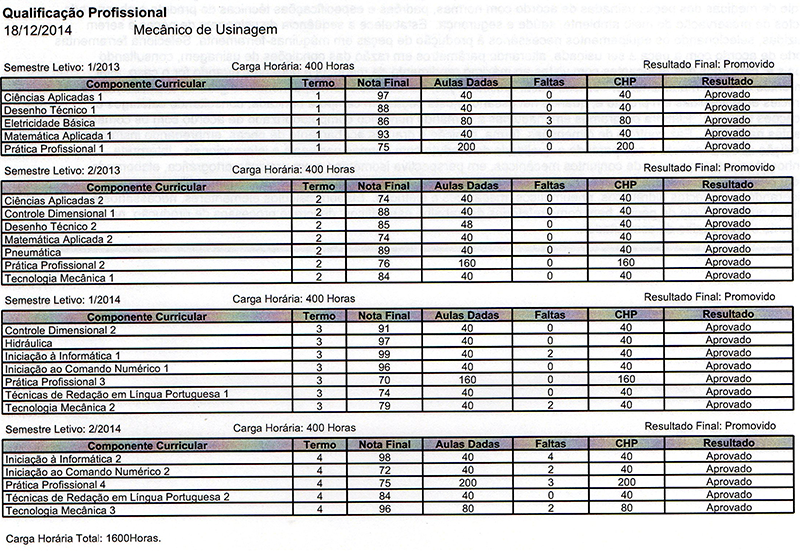 Qualificação Profissional
18/12/2014 Mecânico de Usinagem
Semestre Letivo: 1/2013 Carga Horária: 400 Horas Resultado Final: Promovido
Componente Curricular Termo Nota Final Aulas Dadas Faltas CHP Resultado
Ciências Aplicadas 1 1 97 40 0 40 Aprovado
Desenho Técnico 1 1 88 40 0 40 Aprovado
Eletricidade Básica 1 86 80 3 80 Aprovado
Matemática Aplicada 1 1 93 40 0 40 Aprovado
Prática Profissional 1 1 75 200 0 200 Aprovado
Semestre Letivo: 2/2013 Carga Horária: 400 Horas Resultado Final: Promovido
Componente Curricular Termo Nota Final Aulas Dadas Faltas CHP Resultado
Ciências Aplicadas 2 2 74 40 0 40 Aprovado
Controle Dimensional 1 2 88 40 0 40 Aprovado
Desenho Técnico 2 2 85 48 0 40 Aprovado
Matemática Aplicada 2 2 74 40 0 40 Aprovado
Pneumática 2 89 40 0 40 Aprovado
Prática Profissional 2 2 76 160 0 160 Aprovado
Tecnologia Mecânica 1 2 84 40 0 40 Aprovado
Semestre Letivo: 1/2014 Carga Horária: 400 Horas Resultado Final: Promovido
Componente Curricular Termo Nota Final Aulas Dadas Faltas CHP Resultado
Controle Dimensional 2 3 91 40 0 40 Aprovado
Hidráulica 3 97 40 0 40 Aprovado
Iniciação à Informática 1 3 99 40 2 40 Aprovado
Iniciação ao Comando Numérico 1 3 96 40 0 40 Aprovado
Prática Profissional 3 3 70 160 0 160 Aprovado
Técnicas de Redação em Língua Portuguesa 1 3 74 40 0 40 Aprovado
Tecnologia Mecânica 2 3 79 40 2 40 Aprovado
Semestre Letivo: 2/2014 Carga Horária: 400 Horas Resultado Final: Promovido
Componente Curricular Termo Nota Final Aulas Dadas Faltas CHP Resultado
Iniciação à Informática 2 4 98 40 4 40 Aprovado
Iniciação ao Comando Numérico 2 4 72 40 2 40 Aprovado
Prática Profissional 4 4 75 200 3 200 Aprovado
Técnicas de Redação em Língua Portuguesa 2 4 84 40 0 40 Aprovado
Tecnologia Mecânica 3 4 96 80 2 80 Aprovado
Carga Horária Total: 1600Horas.